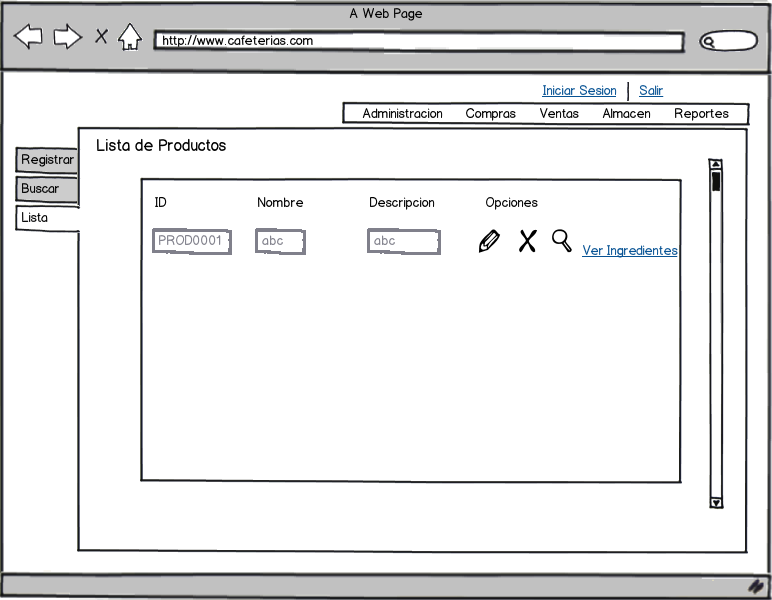 A Web Page
http://www.cafeterias.com
Iniciar Sesion | Salir
Administracion Compras Ventas Almacen Reportes
Lista de Productos
Registrar
Buscar
Lista
ID Nombre Descripcion Opciones
PROD0001 abc abc Ver Ingredientes